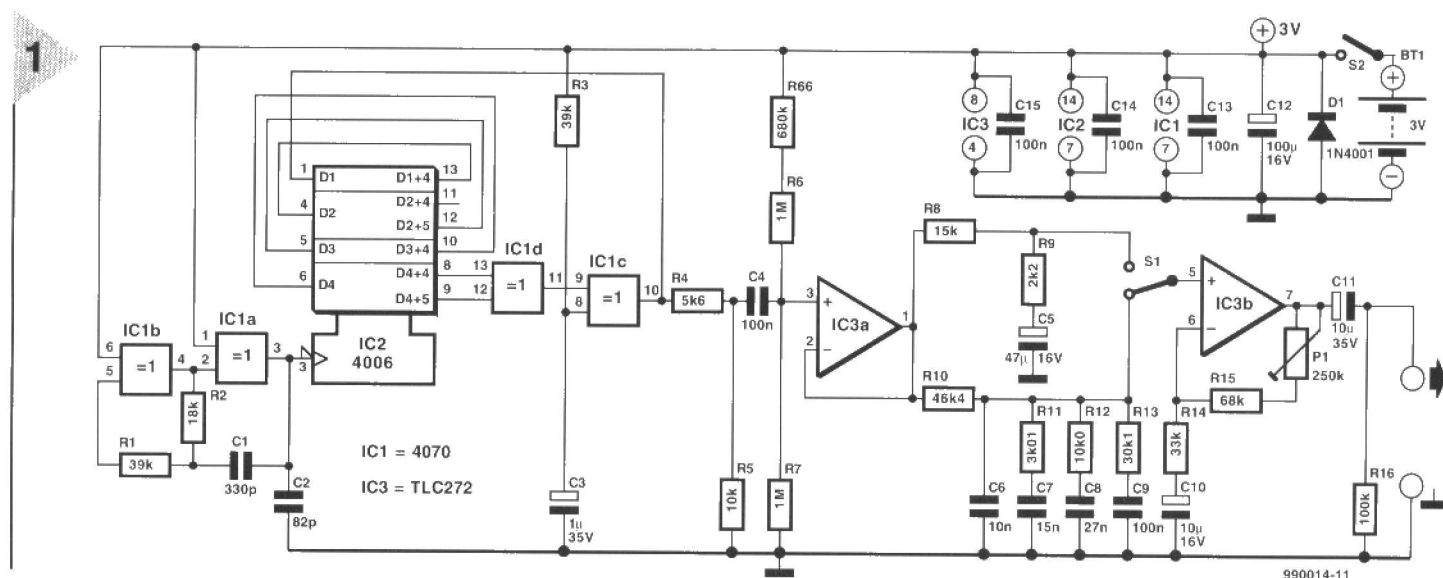 1
+ 3V
S2
BT1
+
3V
−
D1
1N4001
C12
100µ
16V
14
IC1
7
C13
100n
14
IC2
7
C14
100n
8
IC3
4
C15
100n
R3
39k
R66
680k
R6
1M
1 D1 D1+4 13
D2+4 11
4 D2
D2+5 12
5 D3 D3+4 10
6 D4 D4+4 8
D4+5 9
IC2
4006
3
IC1b
6
5
=1
4
IC1a
1
2
=1
3
R2
18k
R1
39k
C1
330p
C2
82p
IC1 = 4070
IC3 = TLC272
IC1d
13
12
=1
11
IC1c
9
8
=1
10
C3
1µ
35V
R4
5k6
R5
10k
C4
100n
R7
1M
3 +
2 −
IC3a
1
R8
15k
R9
2k2
C5
47µ 16V
S1
R10
46k4
R11
3k01
R12
10k0
R13
30k1
R14
33k
C6
10n
C7
15n
C8
27n
C9
100n
C10
10µ
16V
5 +
6 −
IC3b
7
R15
68k
P1
250k
C11
10µ
35V
R16
100k
990014-11